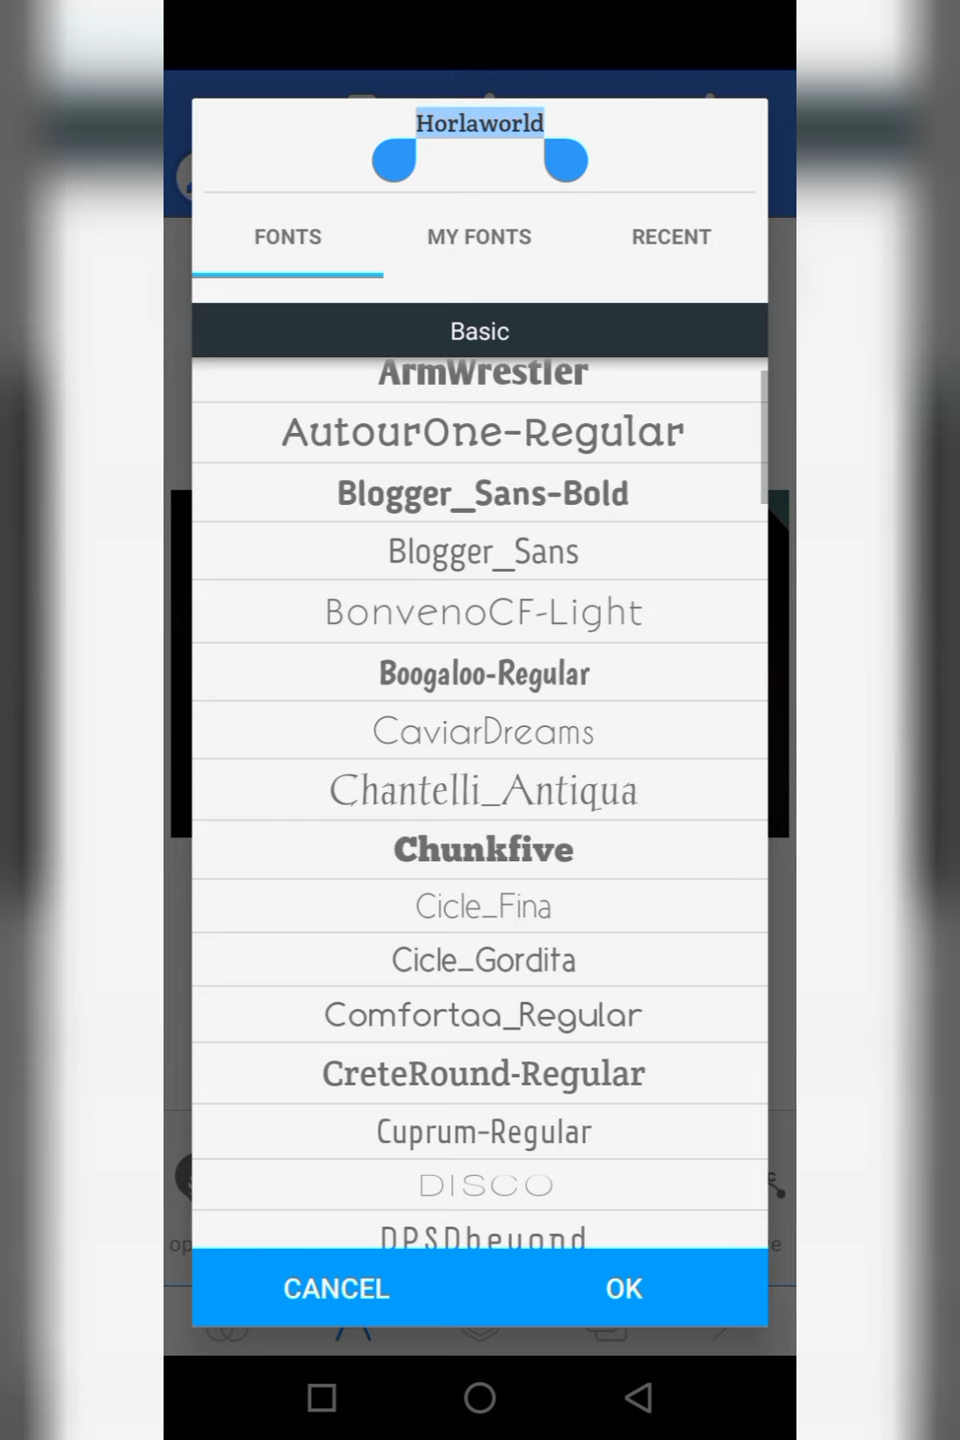 Horlaworld
FONTS
MY FONTS
RECENT
Basic
ArmWrestler
AutourOne-Regular
Blogger_Sans-Bold
Blogger_Sans
BonvenoCF-Light
Boogaloo-Regular
CaviarDreams
Chantelli_Antiqua
Chunkfive
Cicle_Fina
Cicle_Gordita
Comfortaa_Regular
CreteRound-Regular
Cuprum-Regular
DISCO
DPSDbeyond
CANCEL
OK